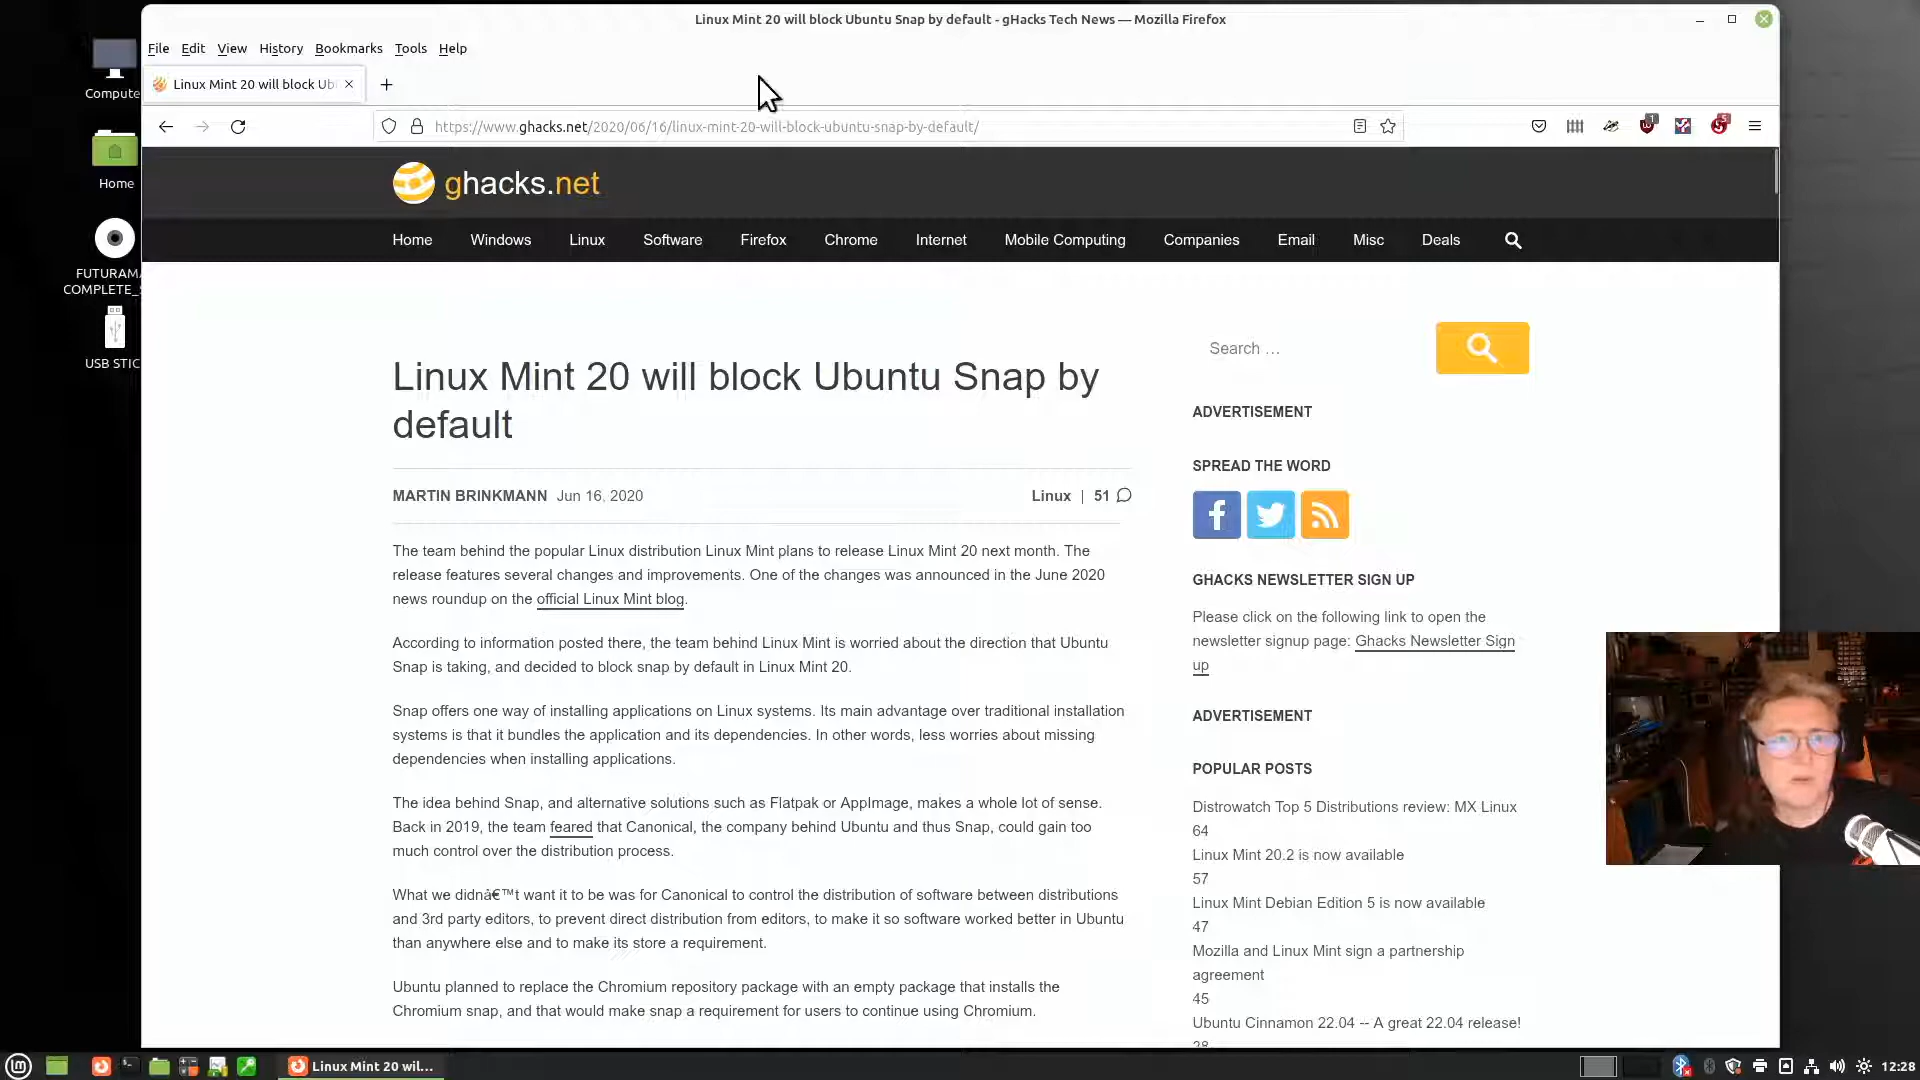 Linux Mint 20 will block Ubuntu Snap by default - gHacks Tech News — Mozilla Firefox
File Edit View History Bookmarks Tools Help
Linux Mint 20 will block Ub
https://www.ghacks.net/2020/06/16/linux-mint-20-will-block-ubuntu-snap-by-default/
1
5
Compute
Home
FUTURAMA
COMPLETE_S
USB STIC
ghacks.net
Home Windows Linux Software Firefox Chrome Internet Mobile Computing Companies Email Misc Deals
Linux Mint 20 will block Ubuntu Snap by
default
MARTIN BRINKMANN Jun 16, 2020
Linux | 51
The team behind the popular Linux distribution Linux Mint plans to release Linux Mint 20 next month. The
release features several changes and improvements. One of the changes was announced in the June 2020
news roundup on the official Linux Mint blog.
According to information posted there, the team behind Linux Mint is worried about the direction that Ubuntu
Snap is taking, and decided to block snap by default in Linux Mint 20.
Snap offers one way of installing applications on Linux systems. Its main advantage over traditional installation
systems is that it bundles the application and its dependencies. In other words, less worries about missing
dependencies when installing applications.
The idea behind Snap, and alternative solutions such as Flatpak or AppImage, makes a whole lot of sense.
Back in 2019, the team feared that Canonical, the company behind Ubuntu and thus Snap, could gain too
much control over the distribution process.
What we didnâ€™t want it to be was for Canonical to control the distribution of software between distributions
and 3rd party editors, to prevent direct distribution from editors, to make it so software worked better in Ubuntu
than anywhere else and to make its store a requirement.
Ubuntu planned to replace the Chromium repository package with an empty package that installs the
Chromium snap, and that would make snap a requirement for users to continue using Chromium.
Search …
ADVERTISEMENT
SPREAD THE WORD
GHACKS NEWSLETTER SIGN UP
Please click on the following link to open the
newsletter signup page: Ghacks Newsletter Sign
up
ADVERTISEMENT
POPULAR POSTS
Distrowatch Top 5 Distributions review: MX Linux
64
Linux Mint 20.2 is now available
57
Linux Mint Debian Edition 5 is now available
47
Mozilla and Linux Mint sign a partnership
agreement
45
Ubuntu Cinnamon 22.04 -- A great 22.04 release!
28
Linux Mint 20 wil...
12:28